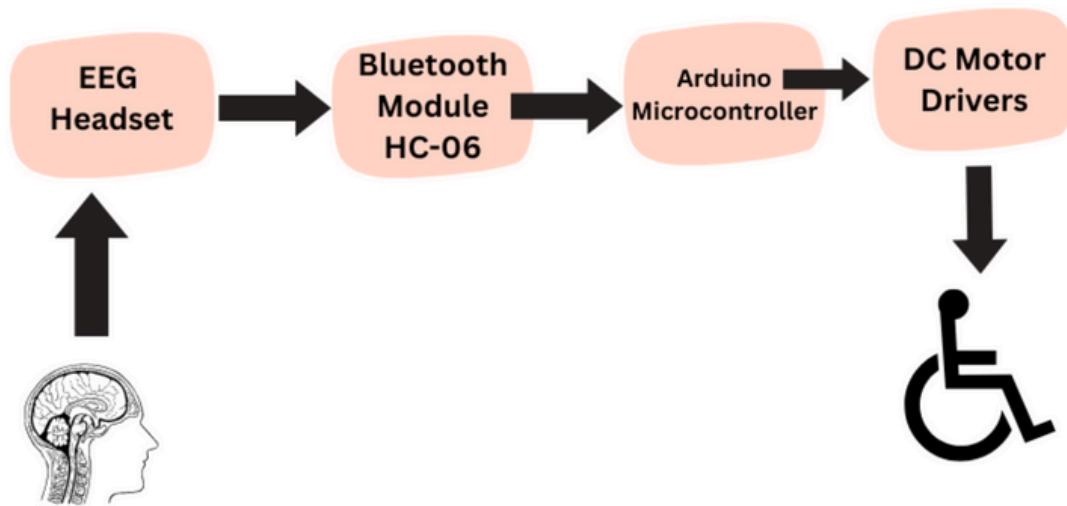 EEG
Headset
Bluetooth
Module
HC-06
Arduino
Microcontroller
DC Motor
Drivers